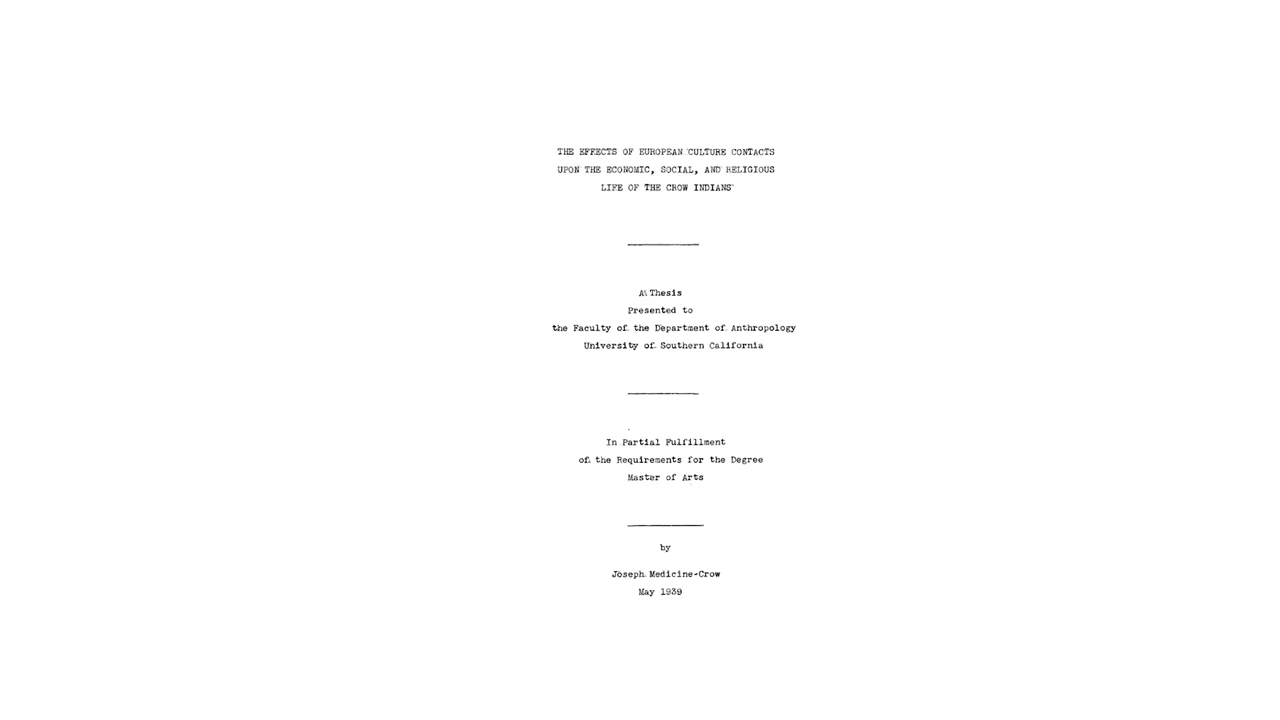 THE EFFECTS OF EUROPEAN CULTURE CONTACTS
UPON THE ECONOMIC, SOCIAL, AND RELIGIOUS
LIFE OF THE CROW INDIANS
A Thesis
Presented to
the Faculty of the Department of Anthropology
University of Southern California
In Partial Fulfillment
of the Requirements for the Degree
Master of Arts
by
Joseph Medicine-Crow
May 1939